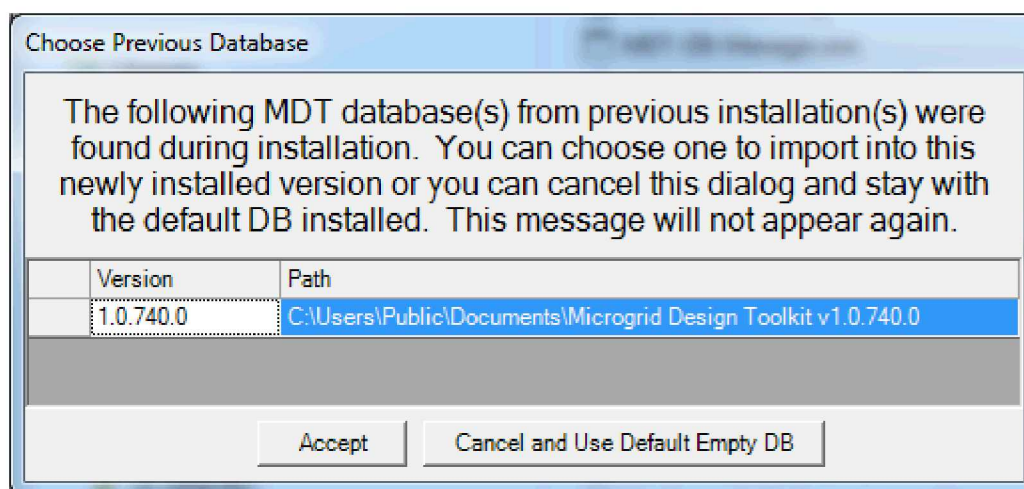 Choose Previous Database
The following MDT database(s) from previous installation(s) were
found during installation.  You can choose one to import into this
newly installed version or you can cancel this dialog and stay with
the default DB installed.  This message will not appear again.
Version Path
1.0.740.0 C:\Users\Public\Documents\Microgrid Design Toolkit v1.0.740.0
Accept Cancel and Use Default Empty DB